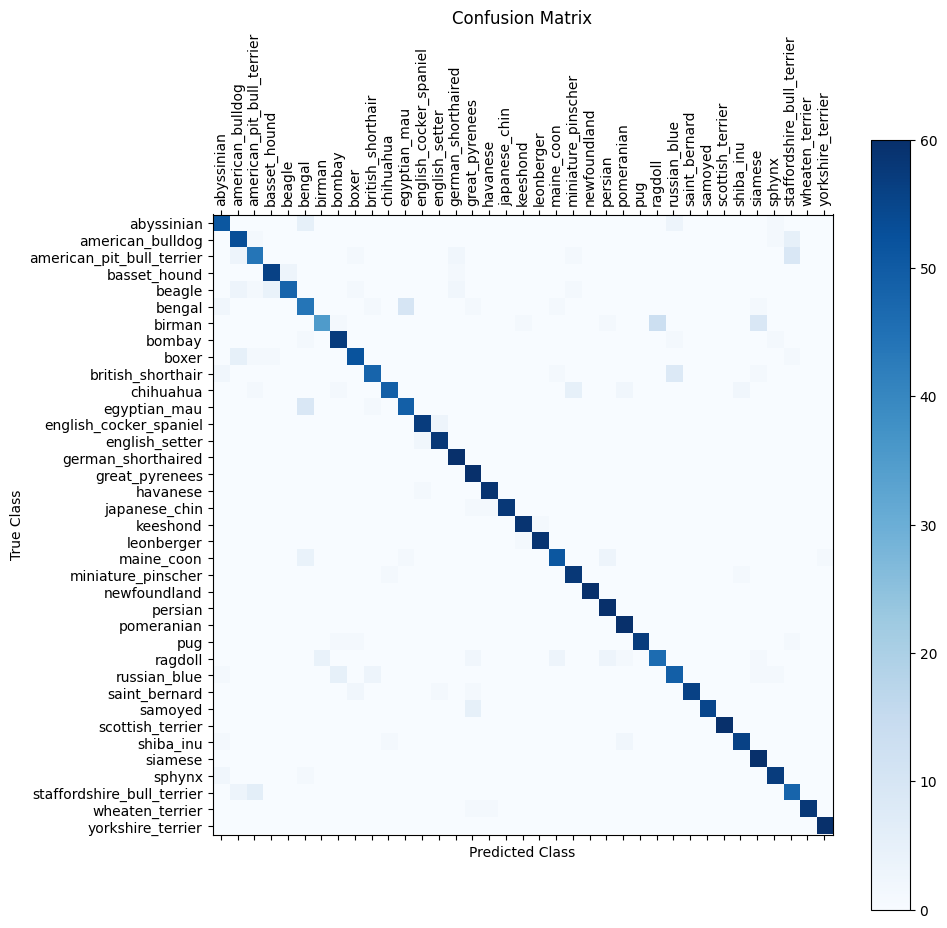 Confusion Matrix
abyssinian
american_bulldog
american_pit_bull_terrier
basset_hound
beagle
bengal
birman
bombay
boxer
british_shorthair
chihuahua
egyptian_mau
english_cocker_spaniel
english_setter
german_shorthaired
great_pyrenees
havanese
japanese_chin
keeshond
leonberger
maine_coon
miniature_pinscher
newfoundland
persian
pomeranian
pug
ragdoll
russian_blue
saint_bernard
samoyed
scottish_terrier
shiba_inu
siamese
sphynx
staffordshire_bull_terrier
wheaten_terrier
yorkshire_terrier
True Class
abyssinian
american_bulldog
american_pit_bull_terrier
basset_hound
beagle
bengal
birman
bombay
boxer
british_shorthair
chihuahua
egyptian_mau
english_cocker_spaniel
english_setter
german_shorthaired
great_pyrenees
havanese
japanese_chin
keeshond
leonberger
maine_coon
miniature_pinscher
newfoundland
persian
pomeranian
pug
ragdoll
russian_blue
saint_bernard
samoyed
scottish_terrier
shiba_inu
siamese
sphynx
staffordshire_bull_terrier
wheaten_terrier
yorkshire_terrier
Predicted Class
60
50
40
30
20
10
0